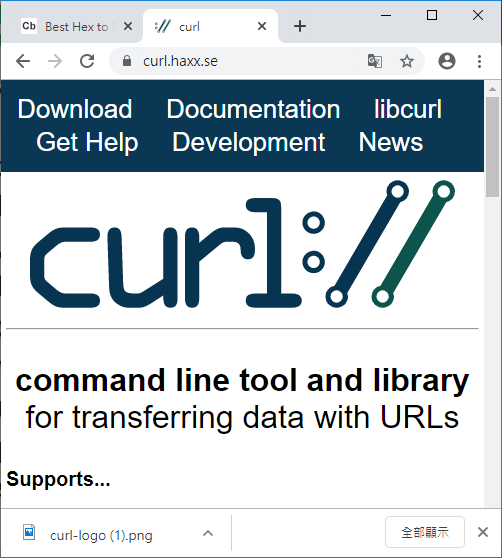 Cb Best Hex to
curl
curl.haxx.se
Download Documentation libcurl
Get Help Development News
curl://
command line tool and library
for transferring data with URLs
Supports...
curl-logo (1).png
全部顯示